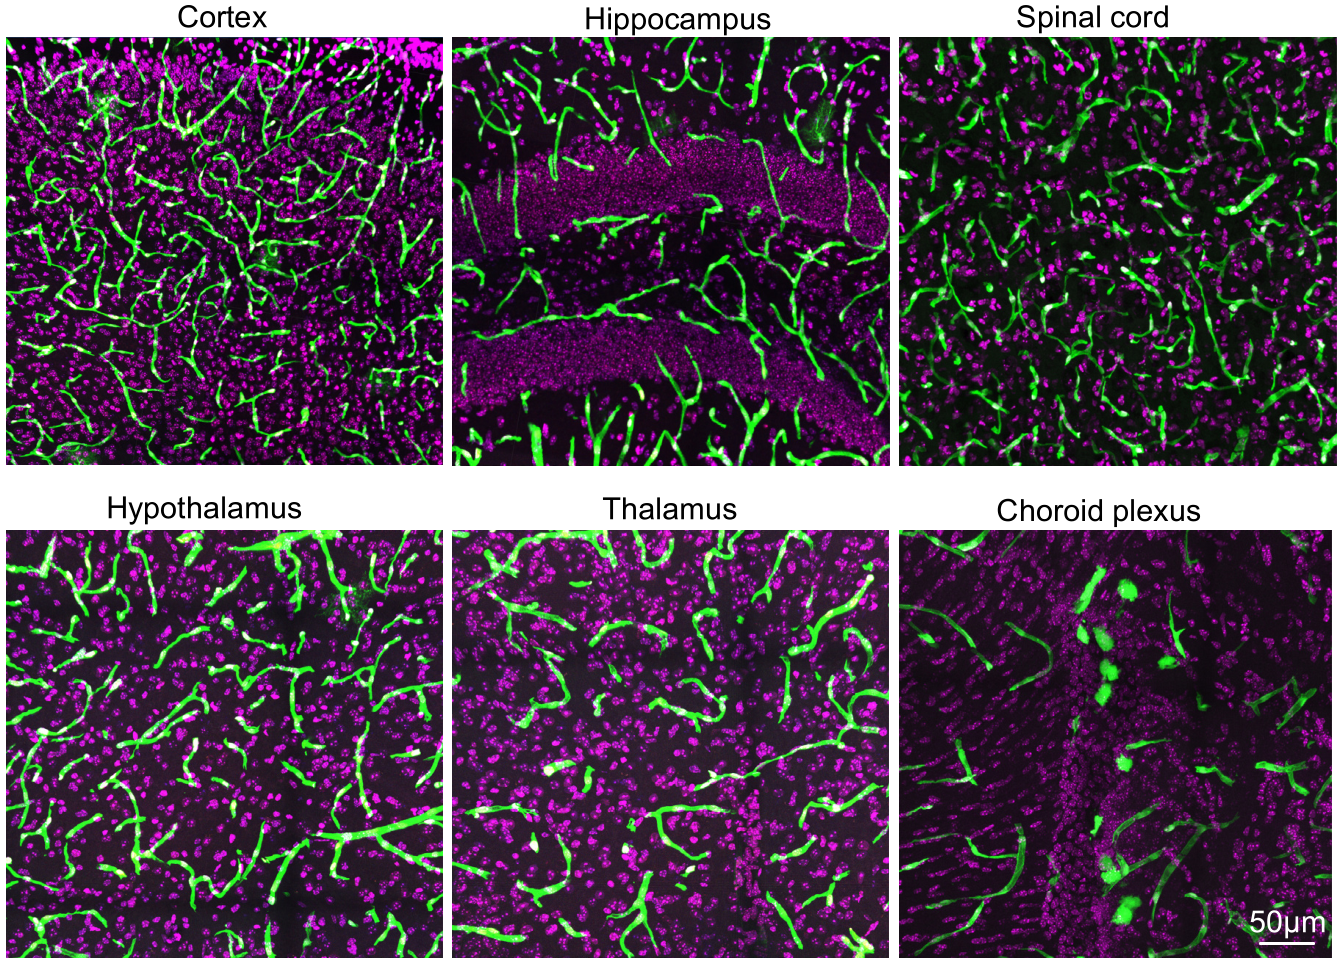 Cortex
Hippocampus
Spinal cord
Hypothalamus
Thalamus
Choroid plexus
50μm